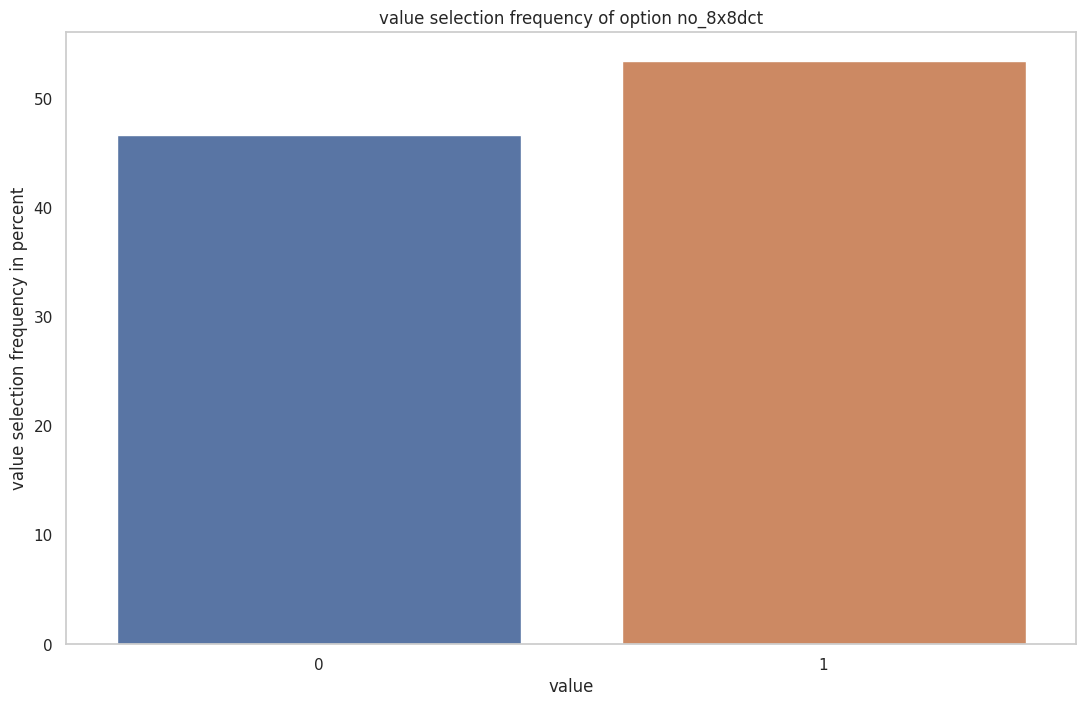 value selection frequency of option no_8x8dct
value selection frequency in percent
50
40
30
20
10
0
0 1
value